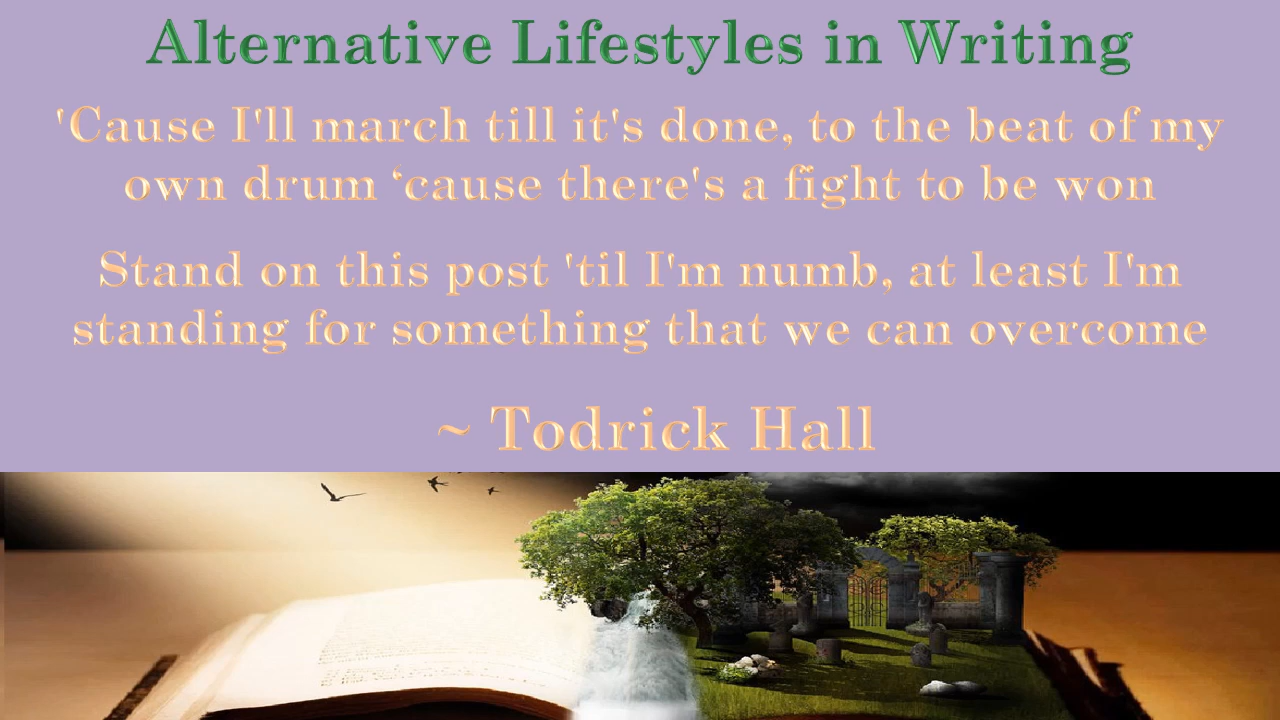 Alternative Lifestyles in Writing
'Cause I'll march till it's done, to the beat of my
own drum ‘cause there's a fight to be won
Stand on this post 'til I'm numb, at least I'm
standing for something that we can overcome
~ Todrick Hall